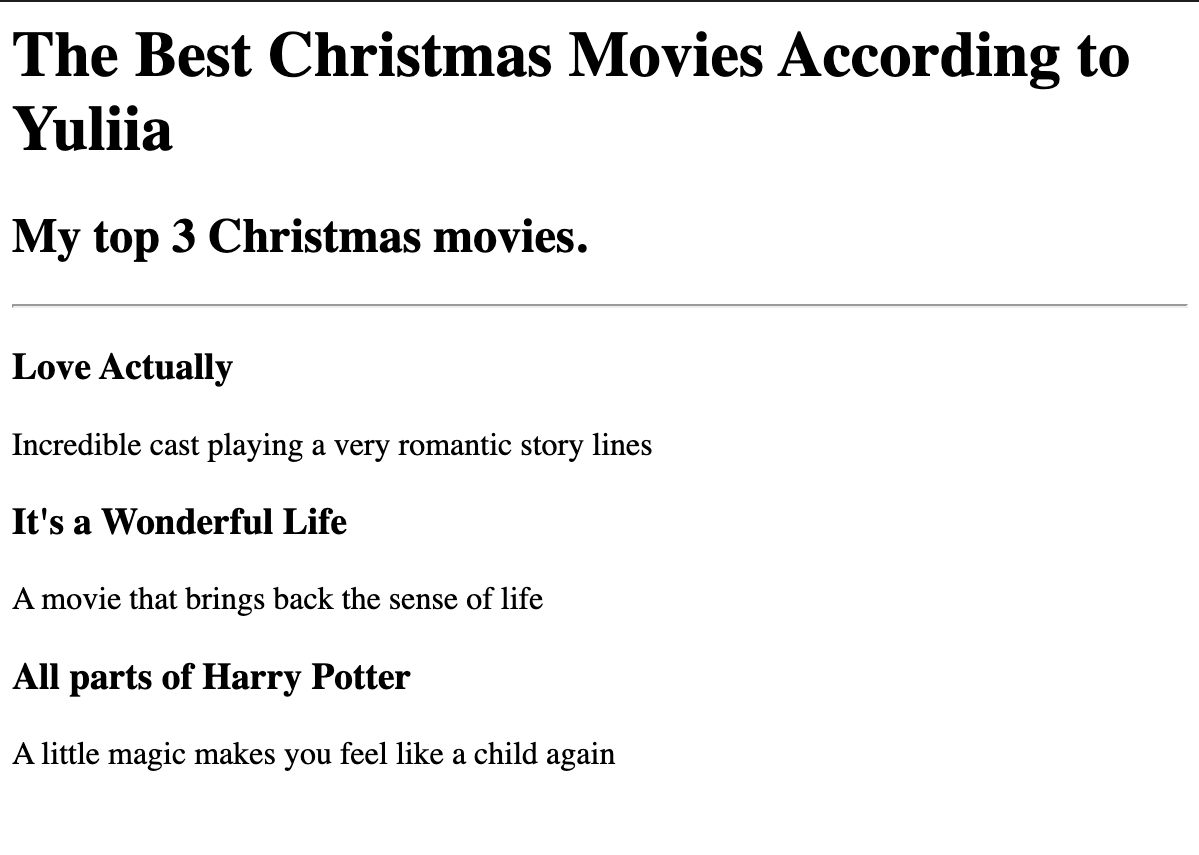 The Best Christmas Movies According to
Yuliia
My top 3 Christmas movies.
Love Actually
Incredible cast playing a very romantic story lines
It's a Wonderful Life
A movie that brings back the sense of life
All parts of Harry Potter
A little magic makes you feel like a child again